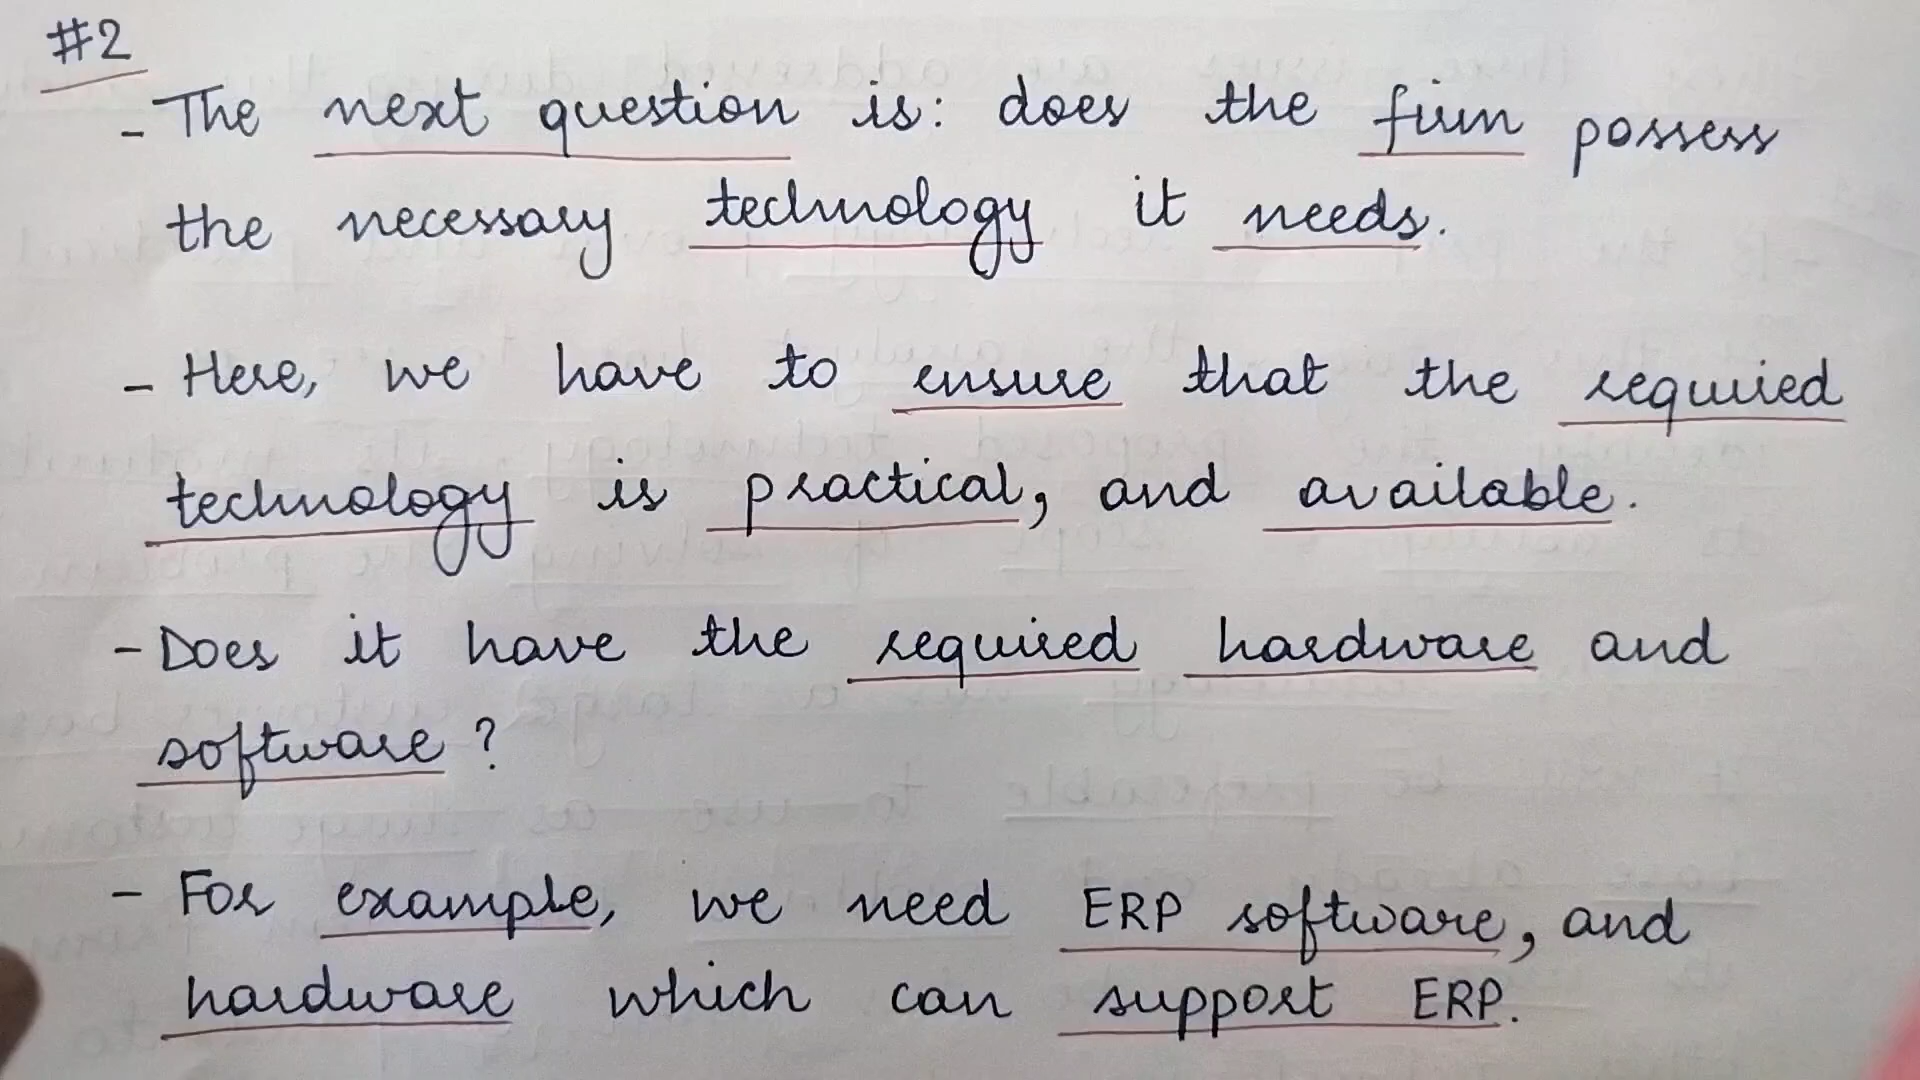 #2
- The next question is: does the firm possess
the necessary technology it needs.
- Here, we have to ensure that the required
technology is practical, and available.
- Does it have the required hardware and
software ?
- For example, we need ERP software, and
hardware which can support ERP.